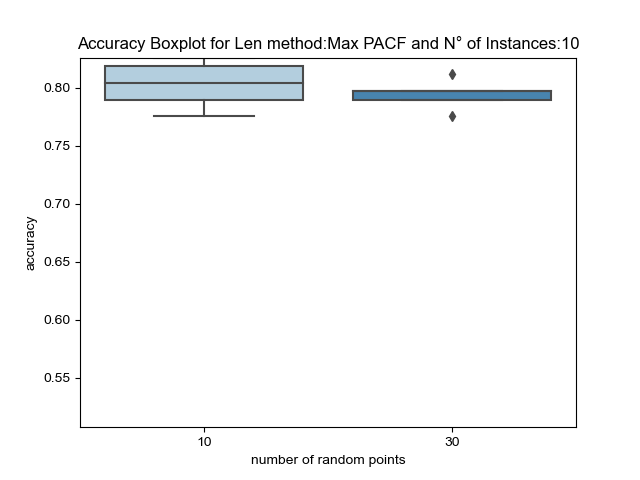 Accuracy Boxplot for Len method:Max PACF and N° of Instances:10
0.80
0.75
0.70
0.65
0.60
0.55
accuracy
10
30
number of random points